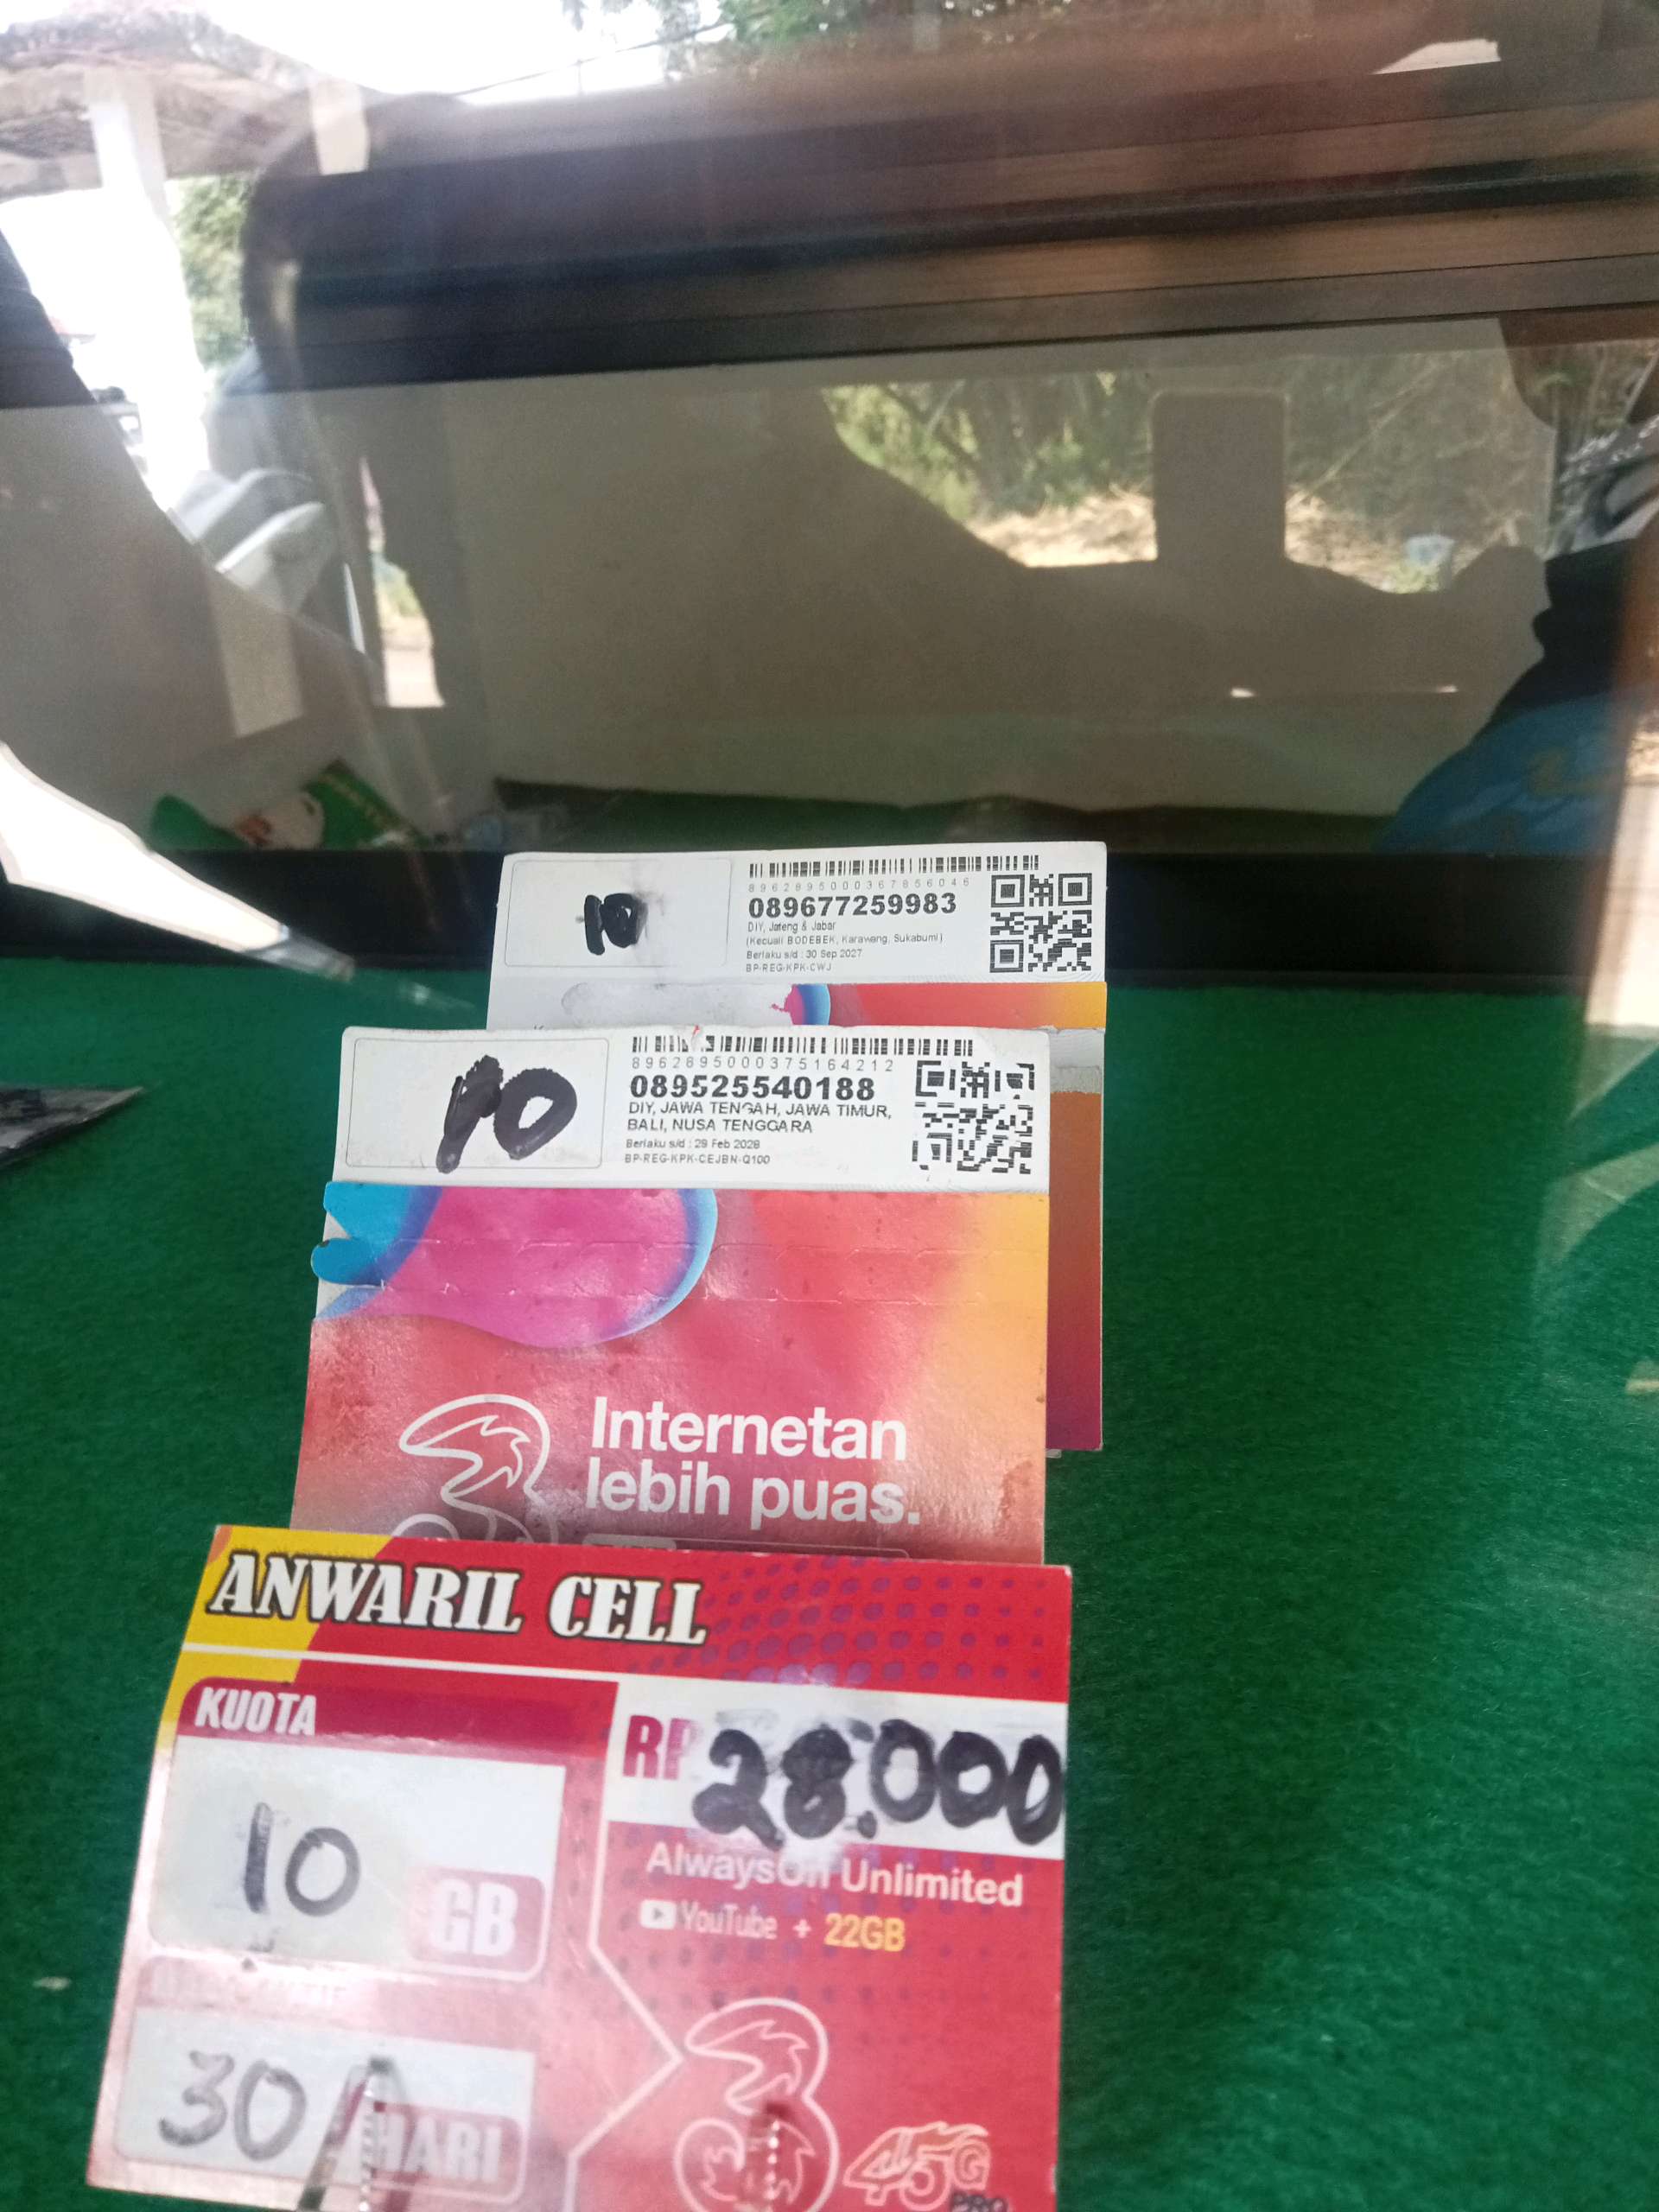 10
8962895000367856046
089677259983
DIY, Jateng & Jabar
(Kecuali BODEBEK, Karawang, Sukabumi)
Berlaku s/d : 30 Sep 2027
BP-REG-KPK-CWJ
10
8962895000375164212
089525540188
DIY, JAWA TENGAH, JAWA TIMUR,
BALI, NUSA TENGGARA
Berlaku s/d : 29 Feb 2028
BP-REG-KPK-CEJBN-Q100
Internetan
lebih puas.
ANWARIL CELL
KUOTA
10 GB
RP 28.000
AlwaysOn Unlimited
YouTube + 22GB
30 HARI
4.5G
PRO